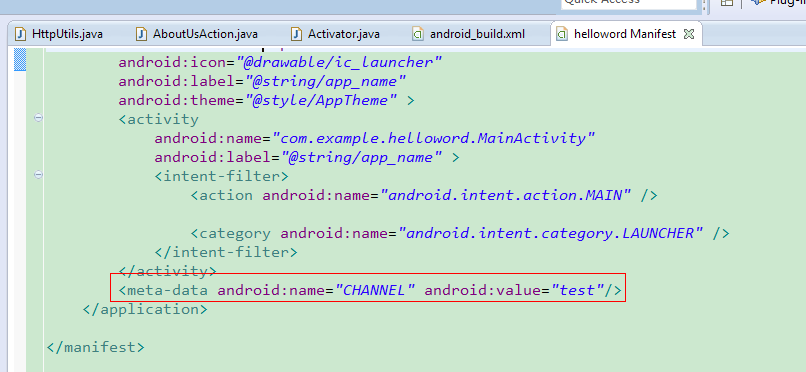 Quick Access
Plug-in
HttpUtils.java AboutUsAction.java Activator.java android_build.xml helloword Manifest
android:icon="@drawable/ic_launcher"
android:label="@string/app_name"
android:theme="@style/AppTheme" >
<activity
android:name="com.example.helloword.MainActivity"
android:label="@string/app_name" >
<intent-filter>
<action android:name="android.intent.action.MAIN" />
<category android:name="android.intent.category.LAUNCHER" />
</intent-filter>
</activity>
<meta-data android:name="CHANNEL" android:value="test"/>
</application>
</manifest>